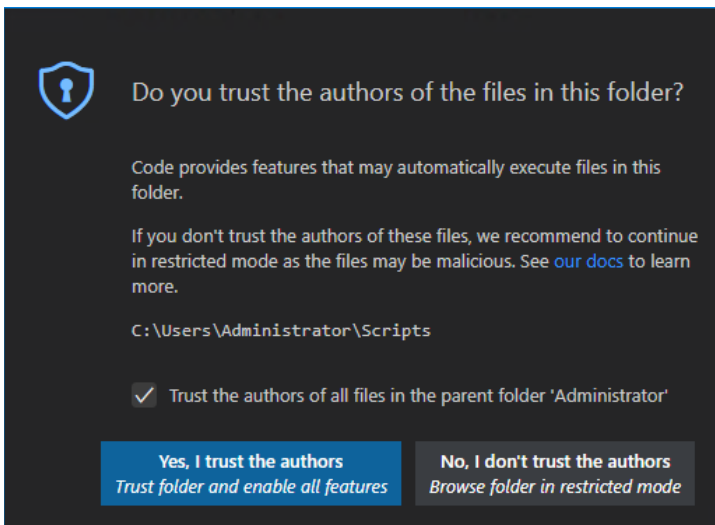 Do you trust the authors of the files in this folder?
Code provides features that may automatically execute files in this
folder.
If you don't trust the authors of these files, we recommend to continue
in restricted mode as the files may be malicious. See our docs to learn
more.
C:\Users\Administrator\Scripts
Trust the authors of all files in the parent folder 'Administrator'
Yes, I trust the authors
Trust folder and enable all features
No, I don't trust the authors
Browse folder in restricted mode